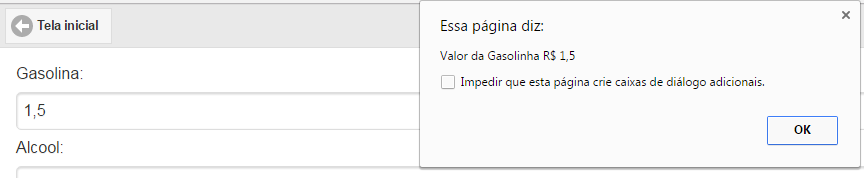 Tela inicial
Gasolina:
1,5
Alcool:
Essa página diz:
Valor da Gasolinha R$ 1,5
Impedir que esta página crie caixas de diálogo adicionais.
OK